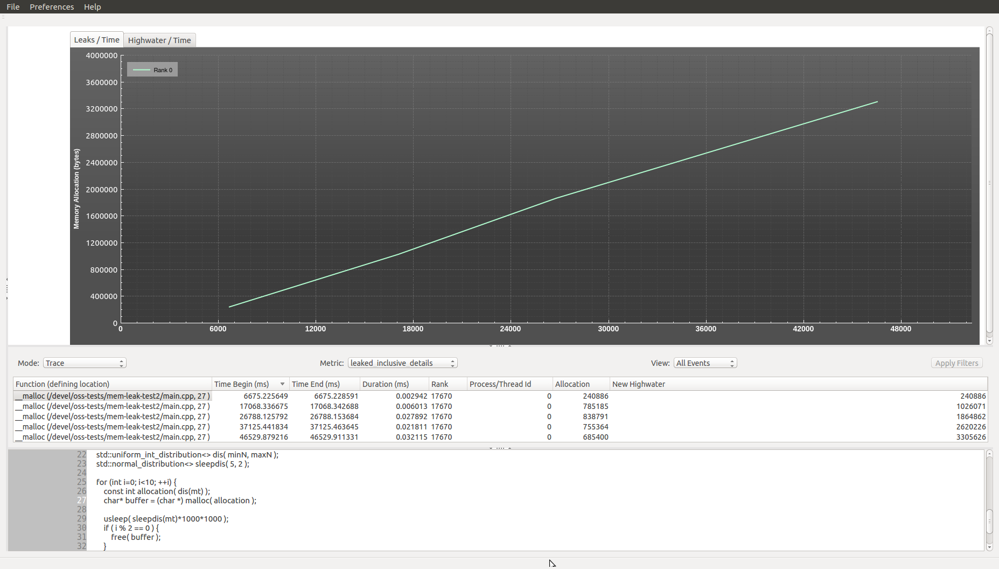 File Preferences Help
Leaks / Time Highwater / Time
4000000
Rank 0
3600000
3200000
2800000
2400000
Memory Allocation (bytes)
2000000
1600000
1200000
800000
400000
0
0 6000 12000 18000 24000 30000 36000 42000 48000
Mode: Trace Metric: leaked_inclusive_details View: All Events Apply Filters
Function (defining location) Time Begin (ms) Time End (ms) Duration (ms) Rank Process/Thread Id Allocation New Highwater
__malloc (/devel/oss-tests/mem-leak-test2/main.cpp, 27 ) 6675.225649 6675.228591 0.002942 17670 0 240886 240886
__malloc (/devel/oss-tests/mem-leak-test2/main.cpp, 27 ) 17068.336675 17068.342688 0.006013 17670 0 785185 1026071
__malloc (/devel/oss-tests/mem-leak-test2/main.cpp, 27 ) 26788.125792 26788.153684 0.027892 17670 0 838791 1864862
__malloc (/devel/oss-tests/mem-leak-test2/main.cpp, 27 ) 37125.441834 37125.463645 0.021811 17670 0 755364 2620226
__malloc (/devel/oss-tests/mem-leak-test2/main.cpp, 27 ) 46529.879216 46529.911331 0.032115 17670 0 685400 3305626
22 std::uniform_int_distribution<> dis( minN, maxN );
23 std::normal_distribution<> sleepdis( 5, 2 );
24
25 for (int i=0; i<10; ++i) {
26 const int allocation( dis(mt) );
27 char* buffer = (char *) malloc( allocation );
28
29 usleep( sleepdis(mt)*1000*1000 );
30 if ( i % 2 == 0 ) {
31 free( buffer );
32 }